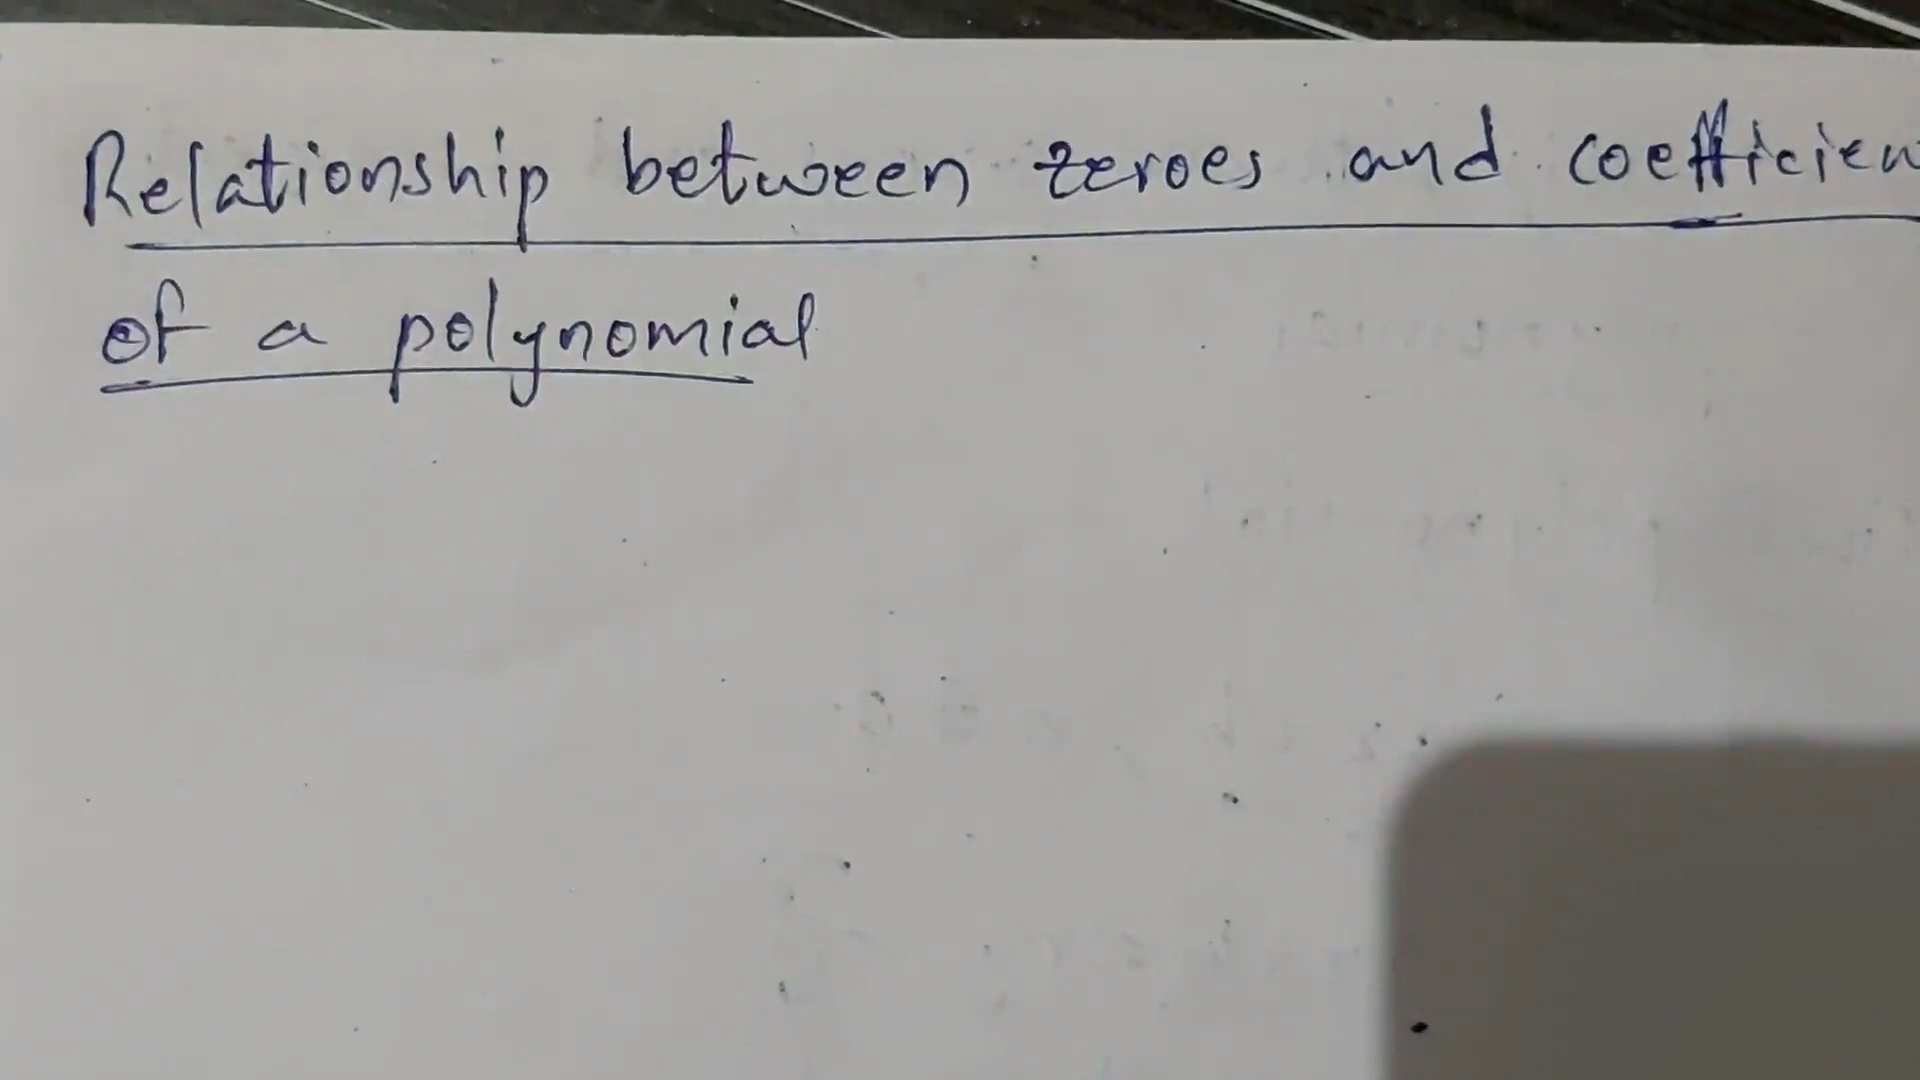 Relationship between zeroes and coefficien
of a polynomial